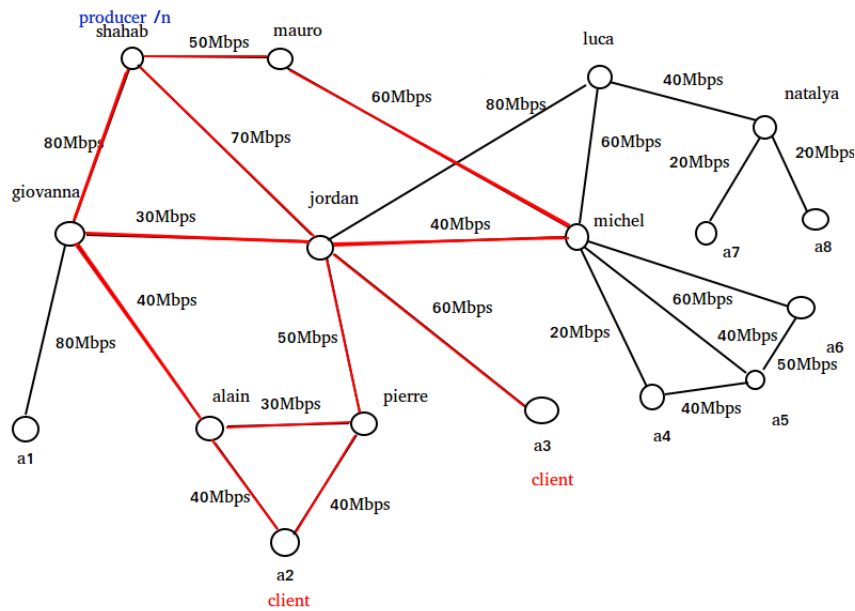 producer /n
shahab
50Mbps
mauro
luca
40Mbps
natalya
80Mbps
60Mbps
60Mbps
70Mbps
80Mbps
20Mbps
20Mbps
giovanna
30Mbps
jordan
40Mbps
michel
a7
a8
40Mbps
60Mbps
60Mbps
20Mbps
40Mbps
50Mbps
80Mbps
a6
50Mbps
alain
30Mbps
pierre
40Mbps
a5
a4
a3
a1
client
40Mbps
40Mbps
a2
client